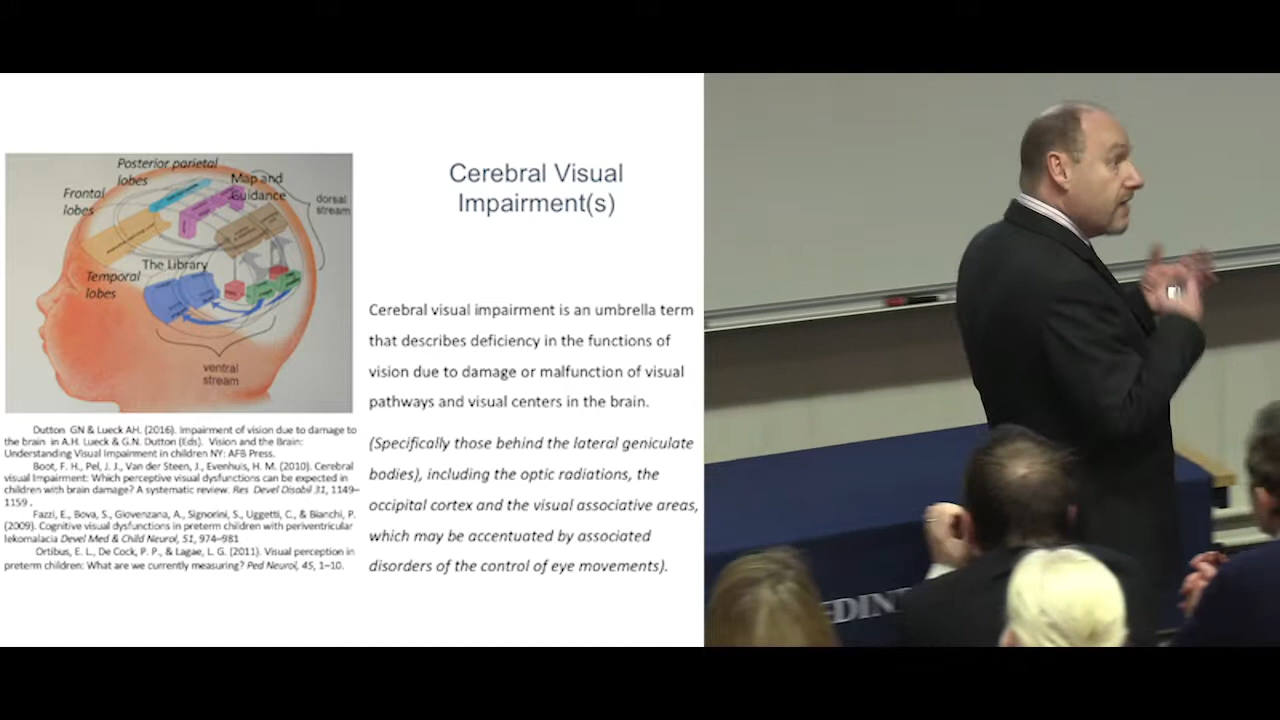 Posterior parietal
lobes
Map and
Guidance
Frontal
lobes
dorsal
stream
The Library
Temporal
lobes
ventral
stream
Cerebral Visual
Impairment(s)
Cerebral visual impairment is an umbrella term
that describes deficiency in the functions of
vision due to damage or malfunction of visual
pathways and visual centers in the brain.
(Specifically those behind the lateral geniculate
bodies), including the optic radiations, the
occipital cortex and the visual associative areas,
which may be accentuated by associated
disorders of the control of eye movements).
Dutton GN & Lueck AH. (2016). Impairment of vision due to damage to
the brain in A.H. Lueck & G.N. Dutton (Eds). Vision and the Brain:
Understanding Visual Impairment in children NY: AFB Press.
Boot, F. H., Pel, J. J., Van der Steen, J., Evenhuis, H. M. (2010). Cerebral
visual Impairment: Which perceptive visual dysfunctions can be expected in
children with brain damage? A systematic review. Res Devel Disabil 31, 1149–
1159 .
Fazzi, E., Bova, S., Giovenzana, A., Signorini, S., Uggetti, C., & Bianchi, P.
(2009). Cognitive visual dysfunctions in preterm children with periventricular
lekomalacia Devel Med & Child Neurol, 51, 974–981
Ortibus, E. L., De Cock, P. P., & Lagae, L. G. (2011). Visual perception in
preterm children: What are we currently measuring? Ped Neurol, 45, 1–10.
EDIN